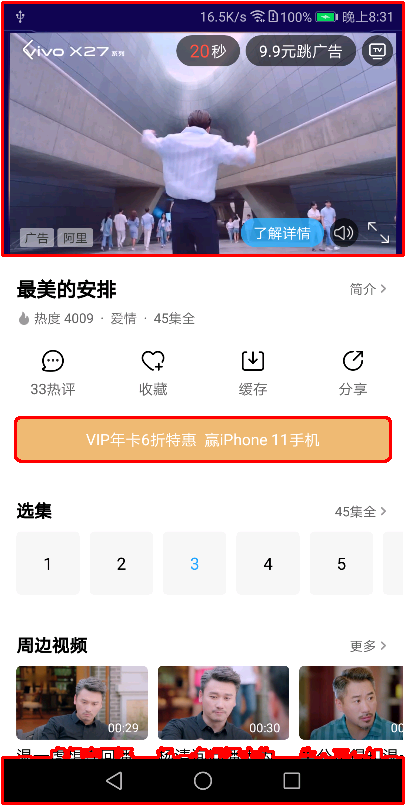 16.5K/s 100% 晚上8:31
vivo X27 系列 20秒 9.9元跳广告 TV
广告 阿里 了解详情
最美的安排 简介
热度 4009 · 爱情 · 45集全
33热评 收藏 缓存 分享
VIP年卡6折特惠 赢iPhone 11手机
选集 45集全
1 2 3 4 5
周边视频 更多
00:29 00:30